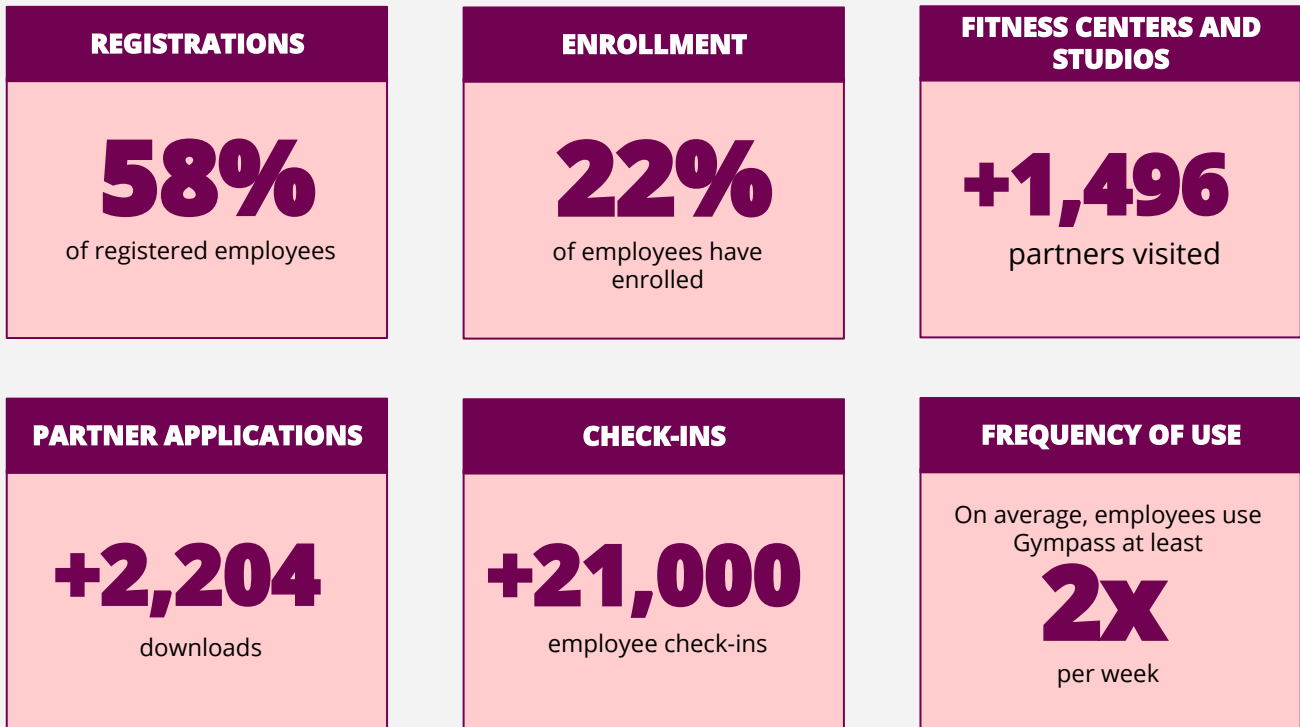 REGISTRATIONS
58%
of registered employees
ENROLLMENT
22%
of employees have
enrolled
FITNESS CENTERS AND
STUDIOS
+1,496
partners visited
PARTNER APPLICATIONS
+2,204
downloads
CHECK-INS
+21,000
employee check-ins
FREQUENCY OF USE
On average, employees use
Gympass at least
2x
per week